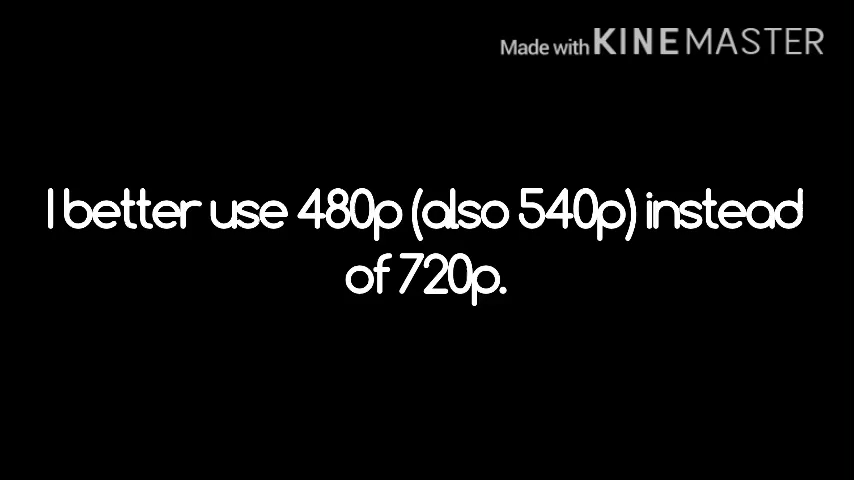 Made with KINEMASTER
I better use 480p (also 540p) instead
of 720p.